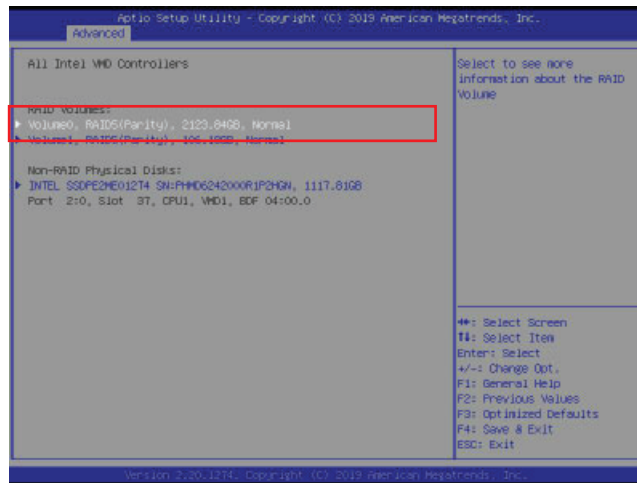 Aptio Setup Utility - Copyright (C) 2019 American Megatrends, Inc.
Advanced
All Intel VMD Controllers
Select to see more
information about the RAID
Volume
RAID Volumes:
Volume0, RAID5(Parity), 2123.84GB, Normal
Volume1, RAID5(Parity), Normal
Non-RAID Physical Disks:
INTEL SSDPE2ME012T4 SN:PHMD6242000R1P2HGN, 1117.81GB
Port 2:0, Slot 37, CPU1, VMD1, BDF 04:00.0
: Select Screen
: Select Item
Enter: Select
+/-: Change Opt.
F1: General Help
F2: Previous Values
F3: Optimized Defaults
F4: Save & Exit
ESC: Exit
Version 2.20.1274. Copyright (C) 2019 American Megatrends, Inc.